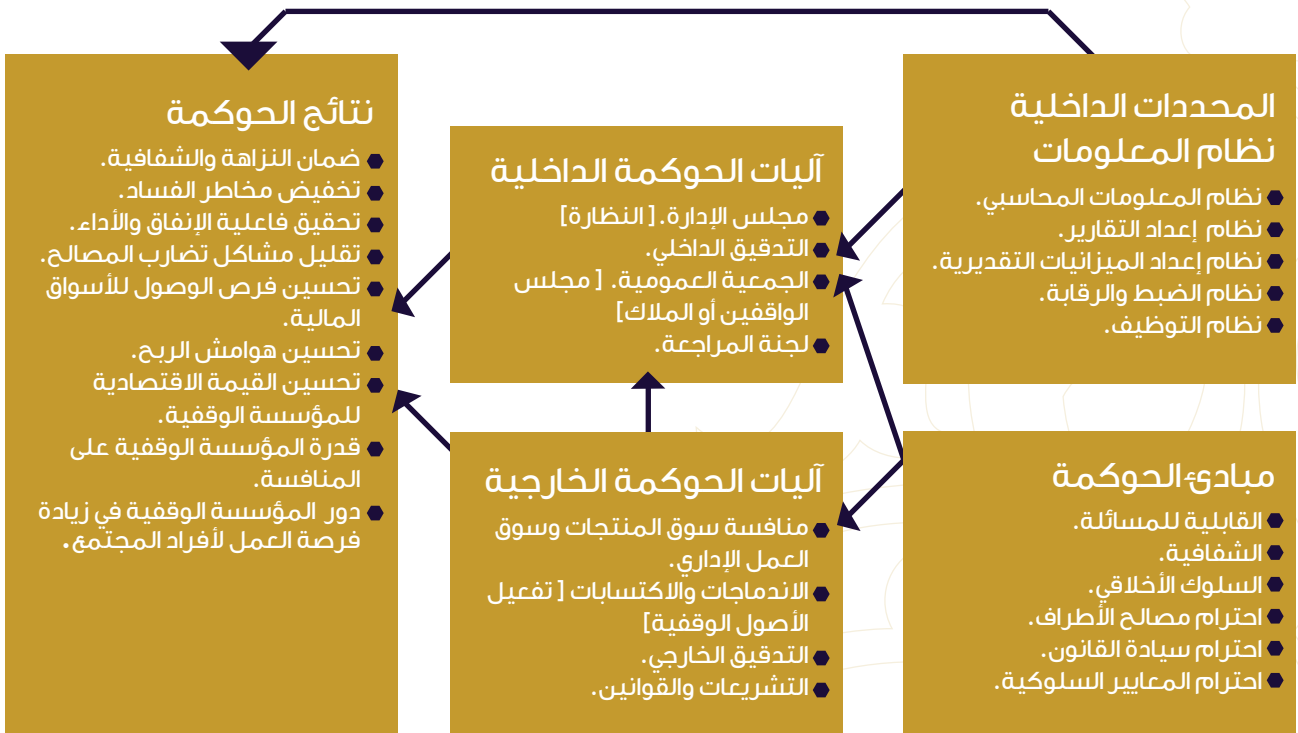 المحددات الداخلية
نظام المعلومات
نظام المعلومات المحاسبي.
نظام إعداد التقارير.
نظام إعداد الميزانيات التقديرية.
نظام الضبط والرقابة.
نظام التوظيف.
مبادئ الحوكمة
القابلية للمسائلة.
الشفافية.
السلوك الأخلاقي.
احترام مصالح الأطراف.
احترام سيادة القانون.
احترام المعايير السلوكية.
آليات الحوكمة الداخلية
مجلس الإدارة. [النظارة]
التدقيق الداخلي.
الجمعية العمومية. [ مجلس
الواقفين أو الملاك]
لجنة المراجعة.
آليات الحوكمة الخارجية
منافسة سوق المنتجات وسوق
العمل الإداري.
الاندماجات والاكتسابات [ تفعيل
الأصول الوقفية]
التدقيق الخارجي.
التشريعات والقوانين.
نتائج الحوكمة
ضمان النزاهة والشفافية.
تخفيض مخاطر الفساد.
تحقيق فاعلية الإنفاق والأداء.
تقليل مشاكل تضارب المصالح.
تحسين فرص الوصول للأسواق
المالية.
تحسين هوامش الربح.
تحسين القيمة الاقتصادية
للمؤسسة الوقفية.
قدرة المؤسسة الوقفية على
المنافسة.
دور المؤسسة الوقفية في زيادة
فرصة العمل لأفراد المجتمع.